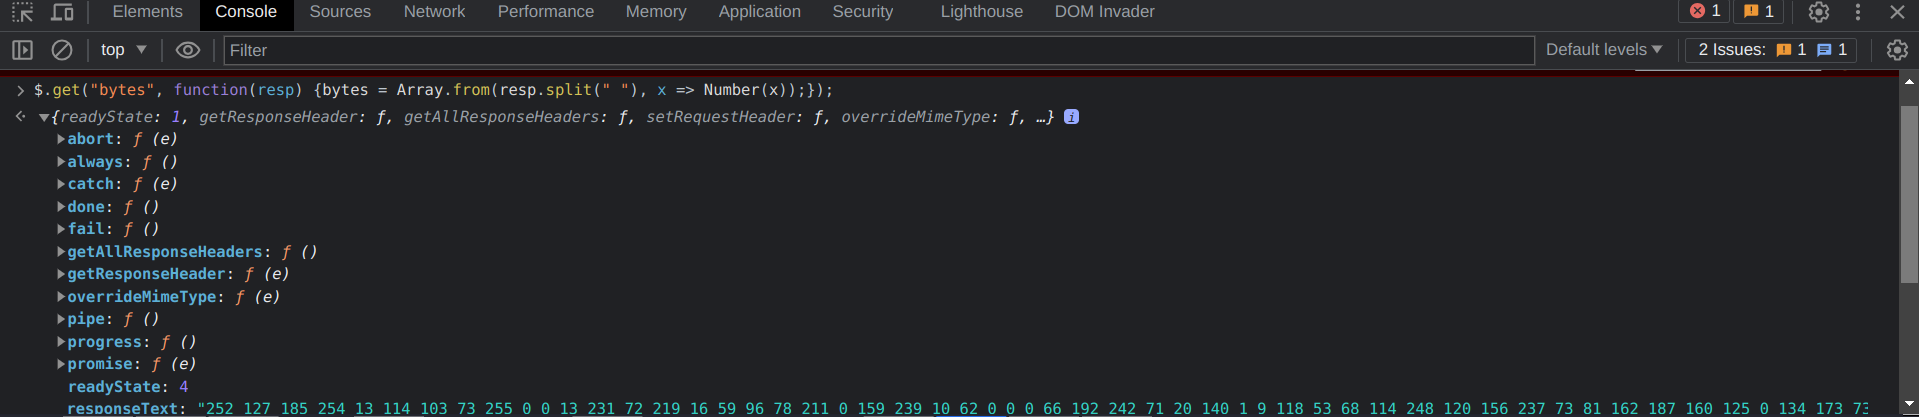 Elements Console Sources Network Performance Memory Application Security Lighthouse DOM Invader 1 1
top Filter Default levels 2 Issues: 1 1
$.get("bytes", function(resp) {bytes = Array.from(resp.split(" "), x => Number(x));});
{readyState: 1, getResponseHeader: ƒ, getAllResponseHeaders: ƒ, setRequestHeader: ƒ, overrideMimeType: ƒ, …} i
abort: ƒ (e)
always: ƒ ()
catch: ƒ (e)
done: ƒ ()
fail: ƒ ()
getAllResponseHeaders: ƒ ()
getResponseHeader: ƒ (e)
overrideMimeType: ƒ (e)
pipe: ƒ ()
progress: ƒ ()
promise: ƒ (e)
readyState: 4
responseText: "252 127 185 254 13 114 103 73 255 0 0 13 231 72 219 16 59 96 78 211 0 159 239 10 62 0 0 0 66 192 242 71 20 140 1 9 118 53 68 114 248 120 156 237 73 81 162 187 160 125 0 134 173 73